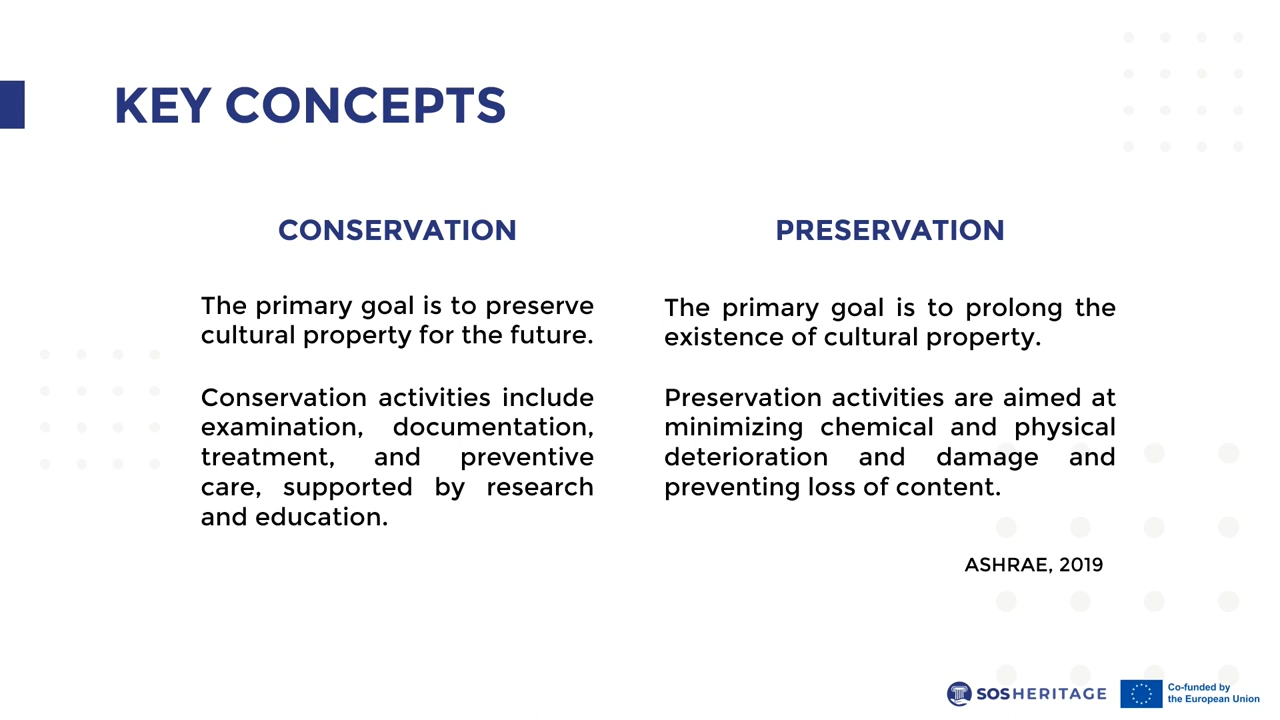 KEY CONCEPTS
CONSERVATION
The primary goal is to preserve
cultural property for the future.
Conservation activities include
examination, documentation,
treatment, and preventive
care, supported by research
and education.
PRESERVATION
The primary goal is to prolong the
existence of cultural property.
Preservation activities are aimed at
minimizing chemical and physical
deterioration and damage and
preventing loss of content.
ASHRAE, 2019
SOSHERITAGE
Co-funded by
the European Union